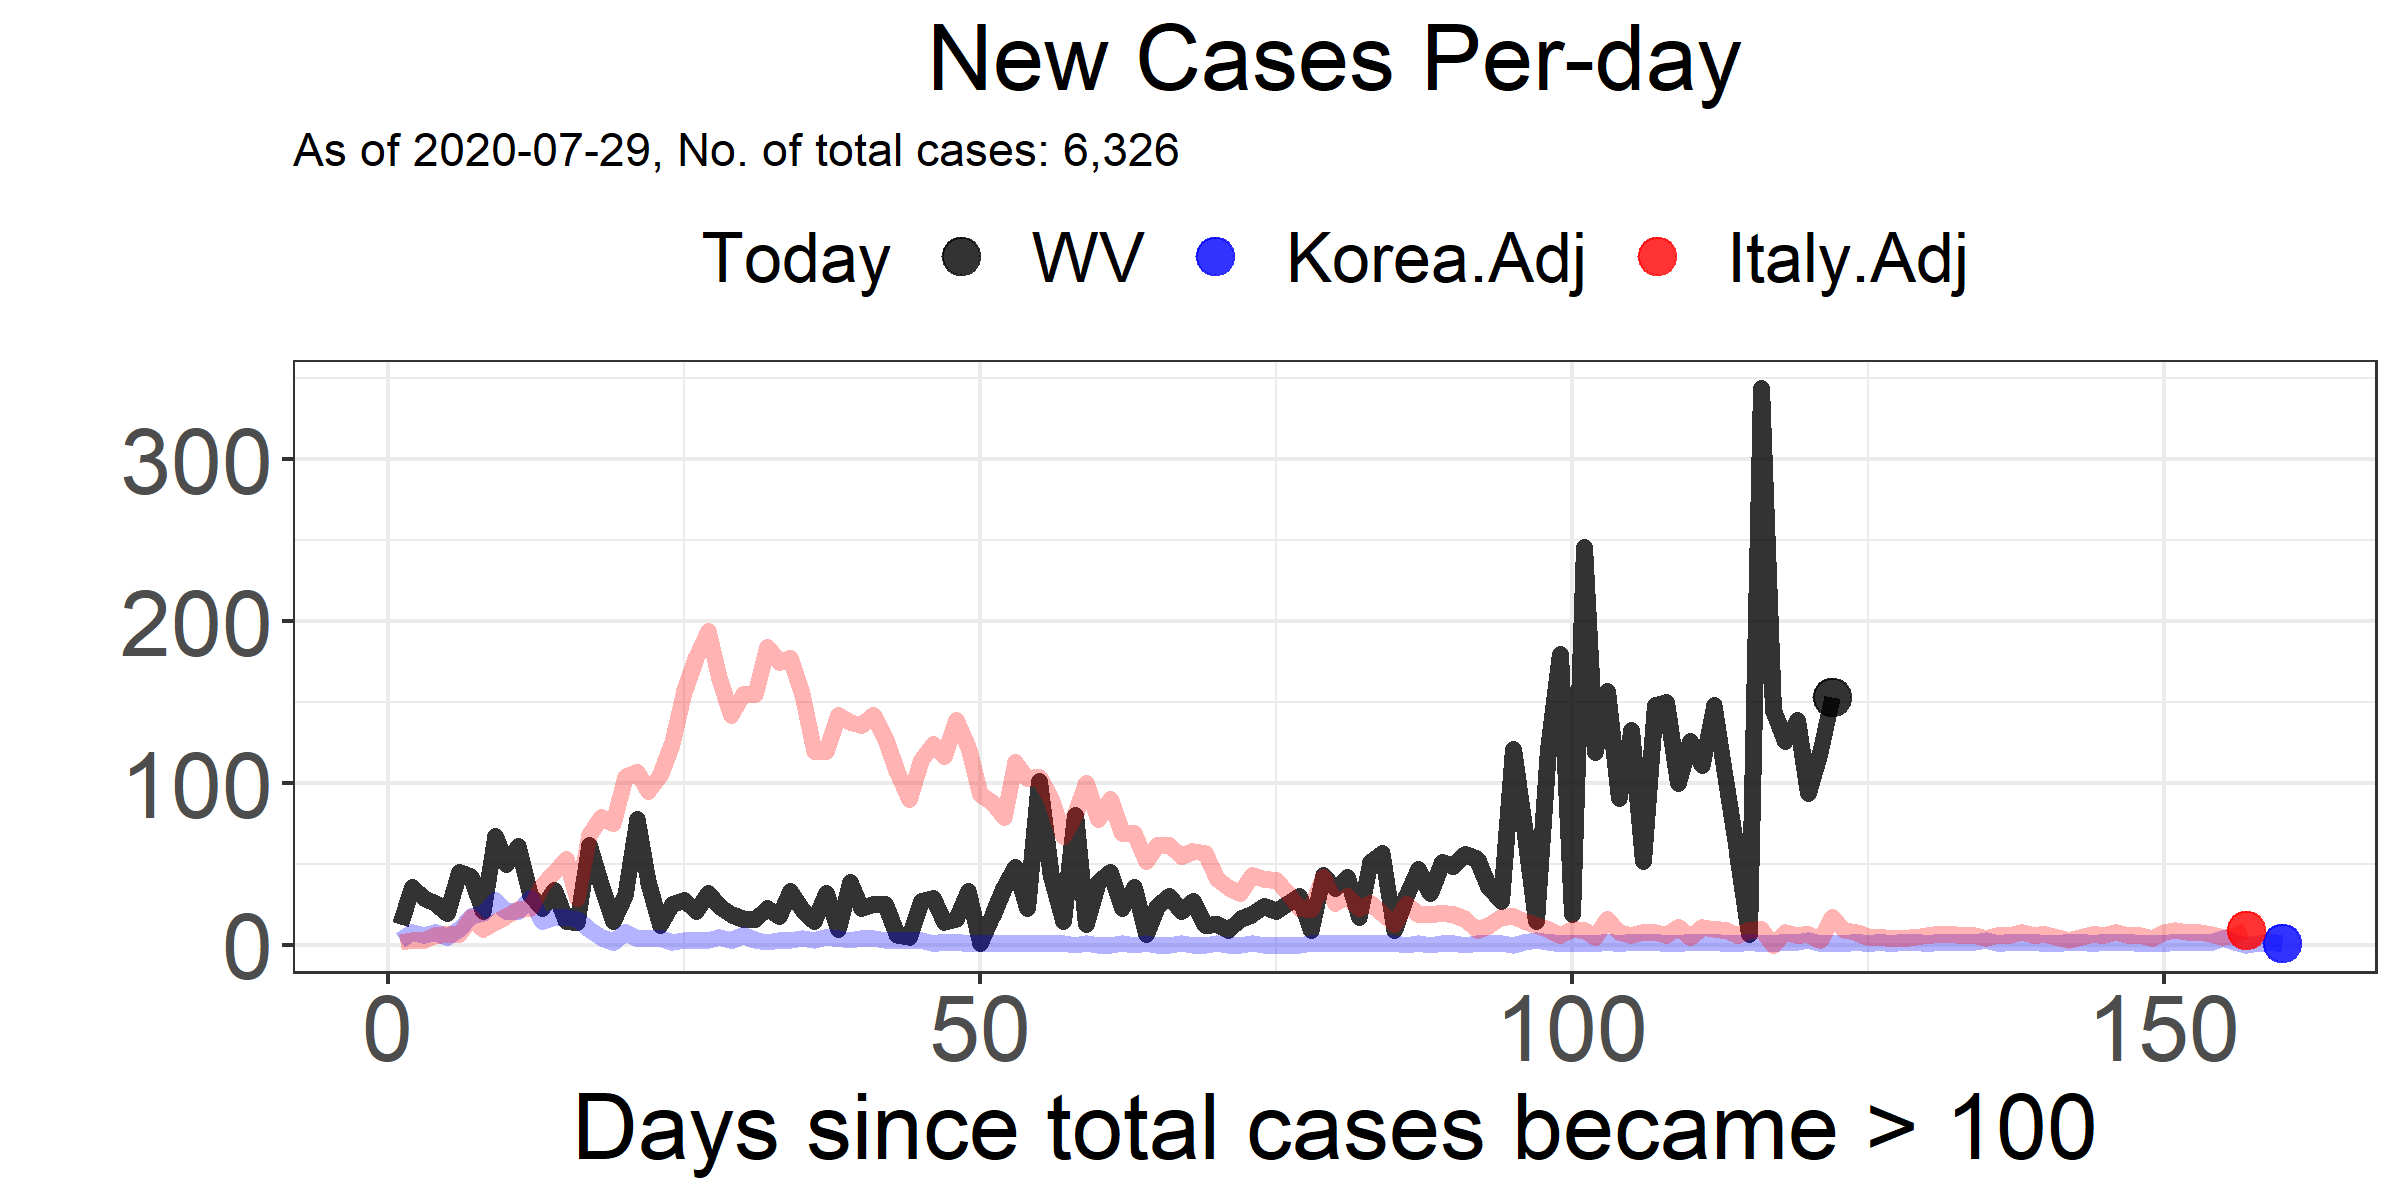 New Cases Per-day
As of 2020-07-29, No. of total cases: 6,326
Today WV Korea.Adj Italy.Adj
300
200
100
0
0 50 100 150
Days since total cases became > 100